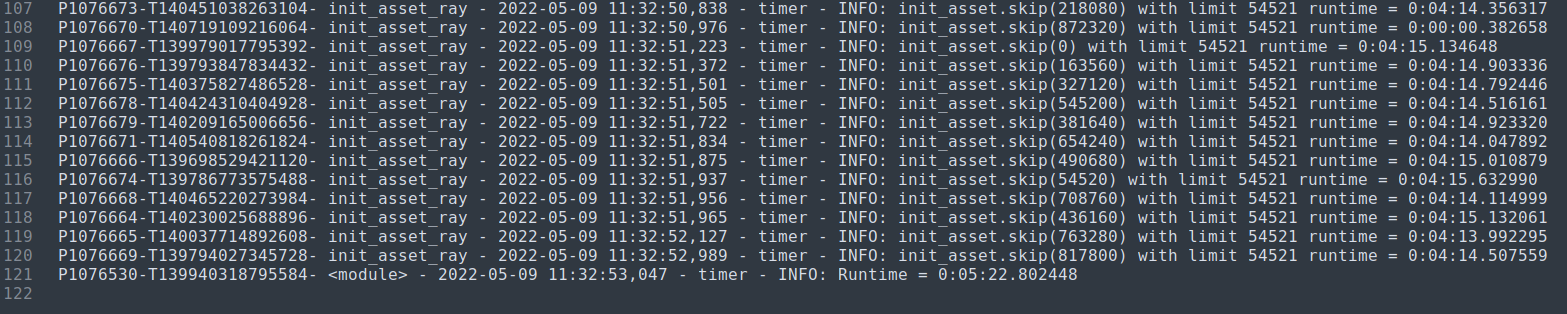 107 P1076673-T140451038263104- init_asset_ray - 2022-05-09 11:32:50,838 - timer - INFO: init_asset.skip(218080) with limit 54521 runtime = 0:04:14.356317
108 P1076670-T140719109216064- init_asset_ray - 2022-05-09 11:32:50,976 - timer - INFO: init_asset.skip(872320) with limit 54521 runtime = 0:00:00.382658
109 P1076667-T139979017795392- init_asset_ray - 2022-05-09 11:32:51,223 - timer - INFO: init_asset.skip(0) with limit 54521 runtime = 0:04:15.134648
110 P1076676-T139793847834432- init_asset_ray - 2022-05-09 11:32:51,372 - timer - INFO: init_asset.skip(163560) with limit 54521 runtime = 0:04:14.903336
111 P1076675-T140375827486528- init_asset_ray - 2022-05-09 11:32:51,501 - timer - INFO: init_asset.skip(327120) with limit 54521 runtime = 0:04:14.792446
112 P1076678-T140424310404928- init_asset_ray - 2022-05-09 11:32:51,505 - timer - INFO: init_asset.skip(545200) with limit 54521 runtime = 0:04:14.516161
113 P1076679-T140209165006656- init_asset_ray - 2022-05-09 11:32:51,722 - timer - INFO: init_asset.skip(381640) with limit 54521 runtime = 0:04:14.923320
114 P1076671-T140540818261824- init_asset_ray - 2022-05-09 11:32:51,834 - timer - INFO: init_asset.skip(654240) with limit 54521 runtime = 0:04:14.047892
115 P1076666-T139698529421120- init_asset_ray - 2022-05-09 11:32:51,875 - timer - INFO: init_asset.skip(490680) with limit 54521 runtime = 0:04:15.010879
116 P1076674-T139786773575488- init_asset_ray - 2022-05-09 11:32:51,937 - timer - INFO: init_asset.skip(54520) with limit 54521 runtime = 0:04:15.632990
117 P1076668-T140465220273984- init_asset_ray - 2022-05-09 11:32:51,956 - timer - INFO: init_asset.skip(708760) with limit 54521 runtime = 0:04:14.114999
118 P1076664-T140230025688896- init_asset_ray - 2022-05-09 11:32:51,965 - timer - INFO: init_asset.skip(436160) with limit 54521 runtime = 0:04:15.132061
119 P1076665-T140037714892608- init_asset_ray - 2022-05-09 11:32:52,127 - timer - INFO: init_asset.skip(763280) with limit 54521 runtime = 0:04:13.992295
120 P1076669-T139794027345728- init_asset_ray - 2022-05-09 11:32:52,989 - timer - INFO: init_asset.skip(817800) with limit 54521 runtime = 0:04:14.507559
121 P1076530-T139940318795584- <module> - 2022-05-09 11:32:53,047 - timer - INFO: Runtime = 0:05:22.802448
122